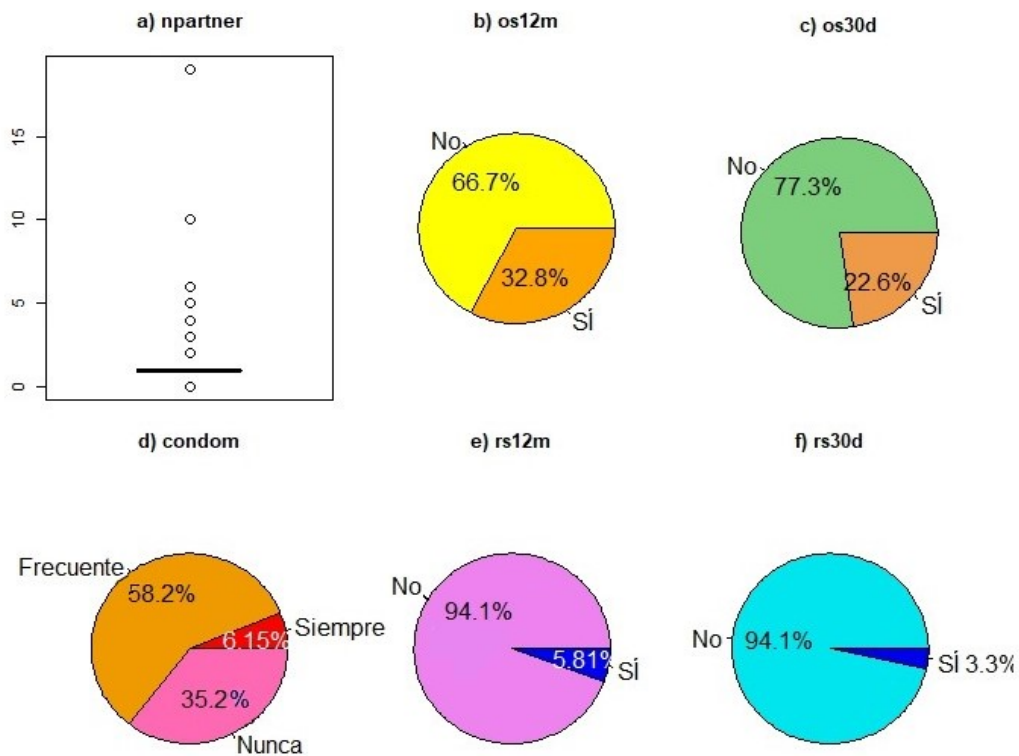 a) npartner
0
5
10
15
b) os12m
No
66.7%
32.8%
SÍ
c) os30d
No
77.3%
22.6%
SÍ
d) condom
Frecuente
58.2%
Siempre
6.15%
35.2%
Nunca
e) rs12m
No
94.1%
5.81%
SÍ
f) rs30d
No
94.1%
SÍ 3.3%